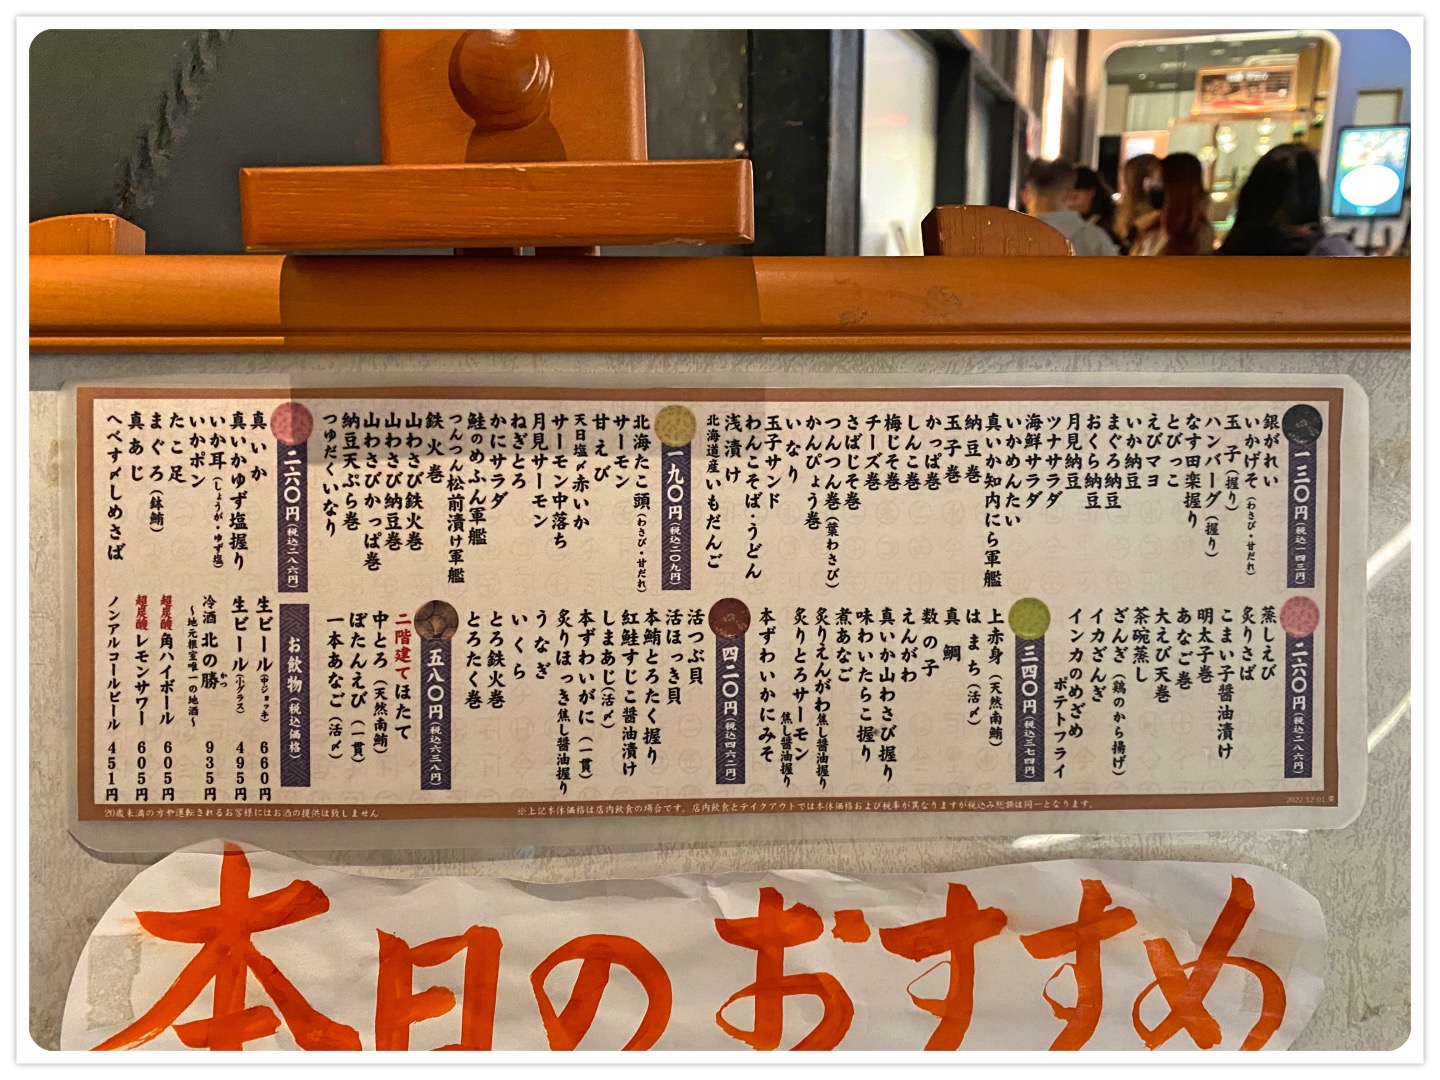 一三〇円(税込一四三円)
銀がれい
いかげそ(わさび・甘だれ)
玉子(握り)
ハンバーグ(握り)
なす田楽握り
とびっこ
えびマヨ
いか納豆
まぐろ納豆
おくら納豆
月見納豆
ツナサラダ
海鮮サラダ
いかめんたい
真いか知内にら軍艦
納豆巻
玉子巻
かっぱ巻
しんこ巻
梅じそ巻
チーズ巻
さばじそ巻
つんつん巻(葉わさび)
かんぴょう巻
いなり
玉子サンド
わんこそば・うどん
浅漬け
北海道産いもだんご
一九〇円(税込二〇九円)
北海たこ頭(わさび・甘だれ)
サーモン
甘えび
天日塩〆赤いか
サーモン中落ち
月見サーモン
ねぎとろ
かにサラダ
鮭のめふん軍艦
つんつん松前漬け軍艦
鉄火巻
山わさび鉄火巻
山わさび納豆巻
山わさびかっぱ巻
納豆天ぷら巻
つゆだくいなり
二六〇円(税込二八六円)
真いか
真いかゆず塩握り
いか耳(しょうが・ゆず塩)
いかポン
たこ足
まぐろ(鉢鮪)
真あじ
へべす〆しめさば
二六〇円(税込二八六円)
蒸しえび
炙りさば
こまい子醤油漬け
明太子巻
あなご巻
大えび天巻
茶碗蒸し
ざんぎ(鶏のから揚げ)
イカざんぎ
インカのめざめ
ポテトフライ
三四〇円(税込三七四円)
上赤身(天然南鮪)
はまち(活〆)
真鯛
数の子
えんがわ
真いか山わさび握り
味わいたらこ握り
煮あなご
炙りえんがわ焦し醤油握り
炙りとろサーモン
焦し醤油握り
本ずわいかにみそ
四二〇円(税込四六二円)
活つぶ貝
活ほっき貝
本鮪とろたく握り
紅鮭すじこ醤油漬け
しまあじ(活〆)
本ずわいがに(一貫)
炙りほっき焦し醤油握り
うなぎ
いくら
とろ鉄火巻
とろたく巻
五八〇円(税込六三八円)
二階建てほたて
中とろ(天然南鮪)
ぼたんえび(一貫)
一本あなご(活〆)
お飲物(税込価格)
生ビール(中ジョッキ) 660円
生ビール(小グラス) 495円
冷酒 北の勝 かつ 935円
~地元根室唯一の地酒~
超炭酸 角ハイボール 605円
超炭酸 レモンサワー 605円
ノンアルコールビール 451円
20歳未満の方や運転されるお客様にはお酒の提供は致しません
※上記本体価格は店内飲食の場合です。店内飲食とテイクアウトでは本体価格および税率が異なりますが税込み総額は同一となります。
本日のおすすめ